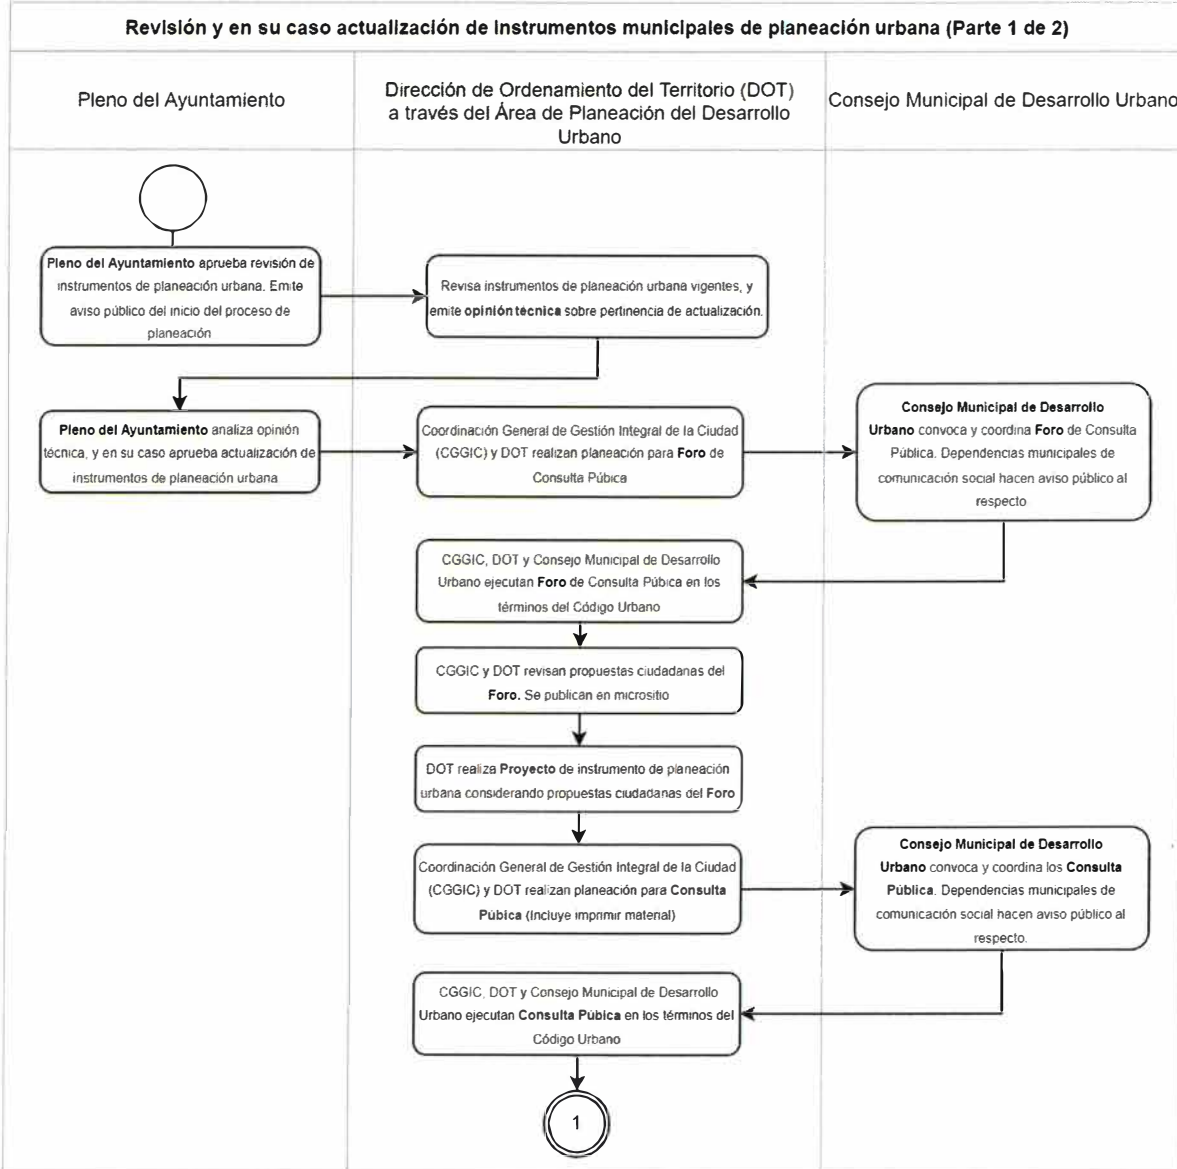 Revisión y en su caso actualización de instrumentos municipales de planeación urbana (Parte 1 de 2)
Pleno del Ayuntamiento
Dirección de Ordenamiento del Territorio (DOT)
a través del Área de Planeación del Desarrollo
Urbano
Consejo Municipal de Desarrollo Urbano
Pleno del Ayuntamiento aprueba revisión de
instrumentos de planeación urbana. Emite
aviso público del inicio del proceso de
planeación
Revisa instrumentos de planeación urbana vigentes, y
emite opinión técnica sobre pertinencia de actualización.
Pleno del Ayuntamiento analiza opinión
técnica, y en su caso aprueba actualización de
instrumentos de planeación urbana
Coordinación General de Gestión Integral de la Ciudad
(CGGIC) y DOT realizan planeación para Foro de
Consulta Púbica
Consejo Municipal de Desarrollo
Urbano convoca y coordina Foro de Consulta
Pública. Dependencias municipales de
comunicación social hacen aviso público al
respecto
CGGIC, DOT y Consejo Municipal de Desarrollo
Urbano ejecutan Foro de Consulta Púbica en los
términos del Código Urbano
CGGIC y DOT revisan propuestas ciudadanas del
Foro. Se publican en micrositio
DOT realiza Proyecto de instrumento de planeación
urbana considerando propuestas ciudadanas del Foro
Coordinación General de Gestión Integral de la Ciudad
(CGGIC) y DOT realizan planeación para Consulta
Púbica (Incluye imprimir material)
Consejo Municipal de Desarrollo
Urbano convoca y coordina los Consulta
Pública. Dependencias municipales de
comunicación social hacen aviso público al
respecto.
CGGIC, DOT y Consejo Municipal de Desarrollo
Urbano ejecutan Consulta Púbica en los términos del
Código Urbano
1